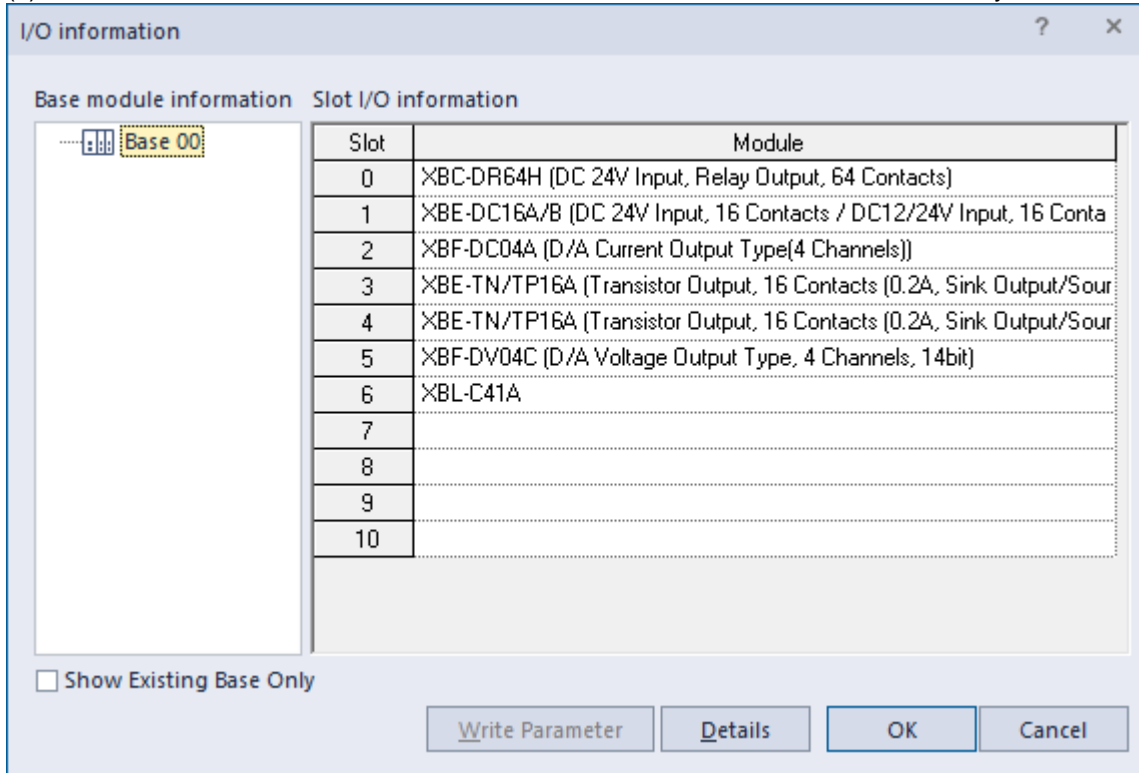 I/O information
?
×
Base module information Slot I/O information
Base 00
Slot Module
0 XBC-DR64H (DC 24V Input, Relay Output, 64 Contacts)
1 XBE-DC16A/B (DC 24V Input, 16 Contacts / DC12/24V Input, 16 Conta
2 XBF-DC04A (D/A Current Output Type(4 Channels))
3 XBE-TN/TP16A (Transistor Output, 16 Contacts (0.2A, Sink Output/Sour
4 XBE-TN/TP16A (Transistor Output, 16 Contacts (0.2A, Sink Output/Sour
5 XBF-DV04C (D/A Voltage Output Type, 4 Channels, 14bit)
6 XBL-C41A
7
8
9
10
Show Existing Base Only
Write Parameter Details OK Cancel